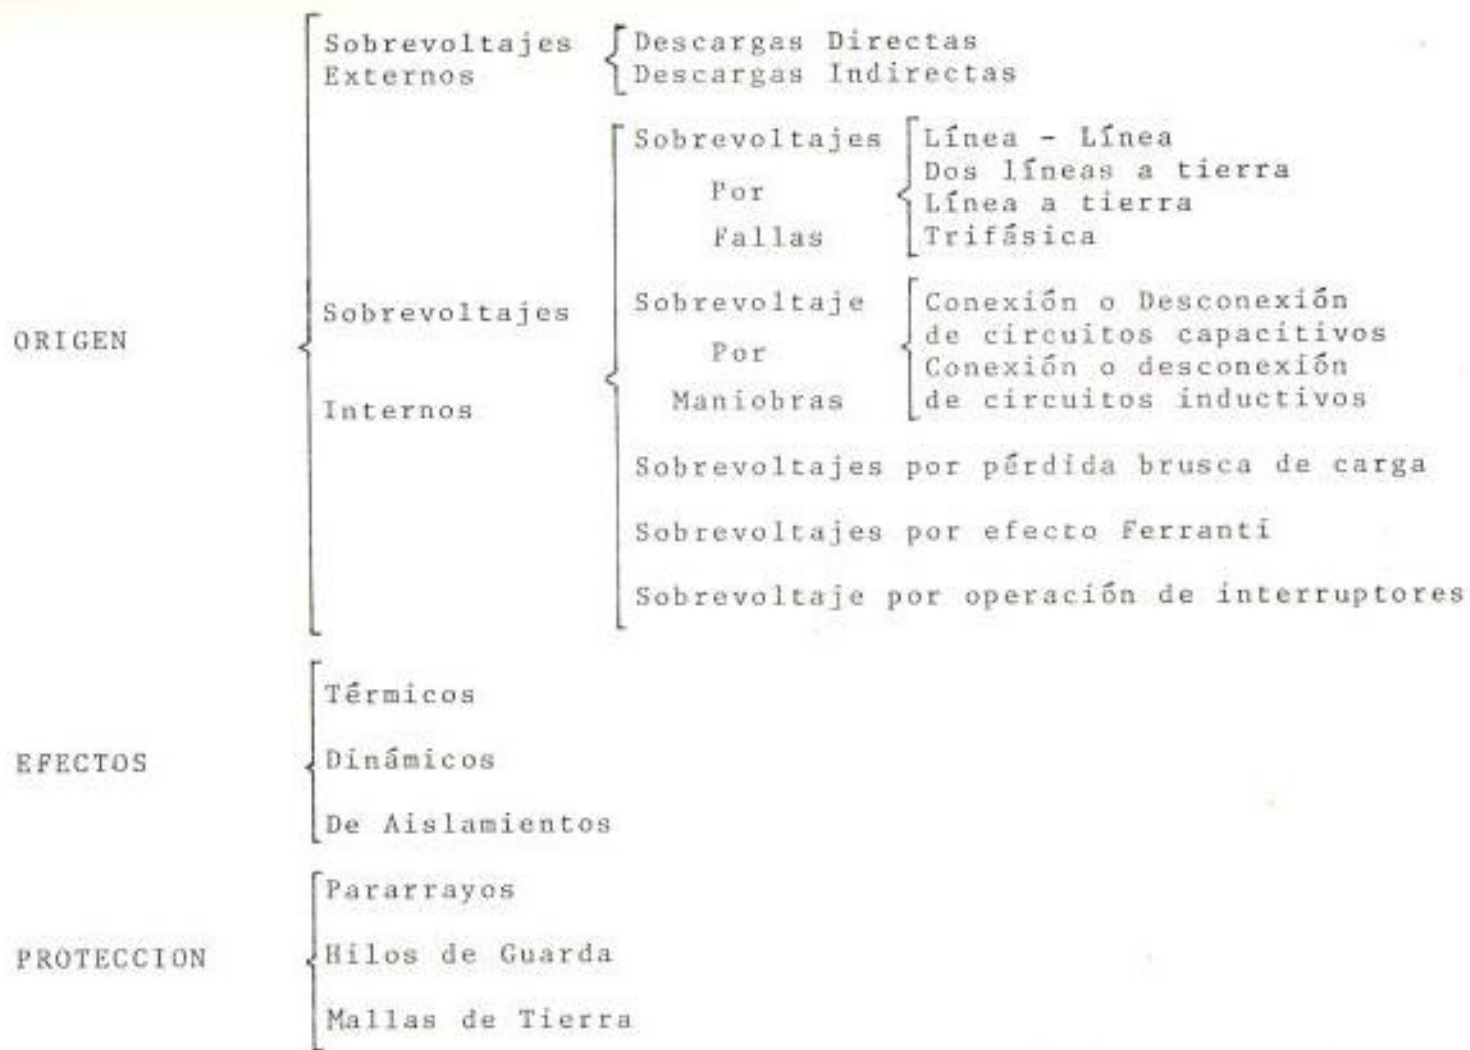 Sobrevoltajes
Externos
Descargas Directas
Descargas Indirectas
Sobrevoltajes
Por
Fallas
Línea - Línea
Dos líneas a tierra
Línea a tierra
Trifásica
ORIGEN
Sobrevoltajes
Internos
Sobrevoltaje
Por
Maniobras
Conexión o Desconexión
de circuitos capacitivos
Conexión o desconexión
de circuitos inductivos
Sobrevoltajes por pérdida brusca de carga
Sobrevoltajes por efecto Ferranti
Sobrevoltaje por operación de interruptores
EFECTOS
Térmicos
Dinámicos
De Aislamientos
PROTECCION
Pararrayos
Hilos de Guarda
Mallas de Tierra